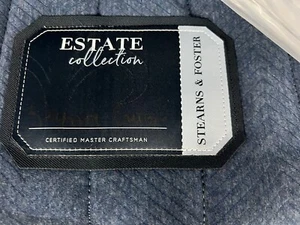 ESTATE
collection
CERTIFIED MASTER CRAFTSMAN
STEARNS & FOSTER